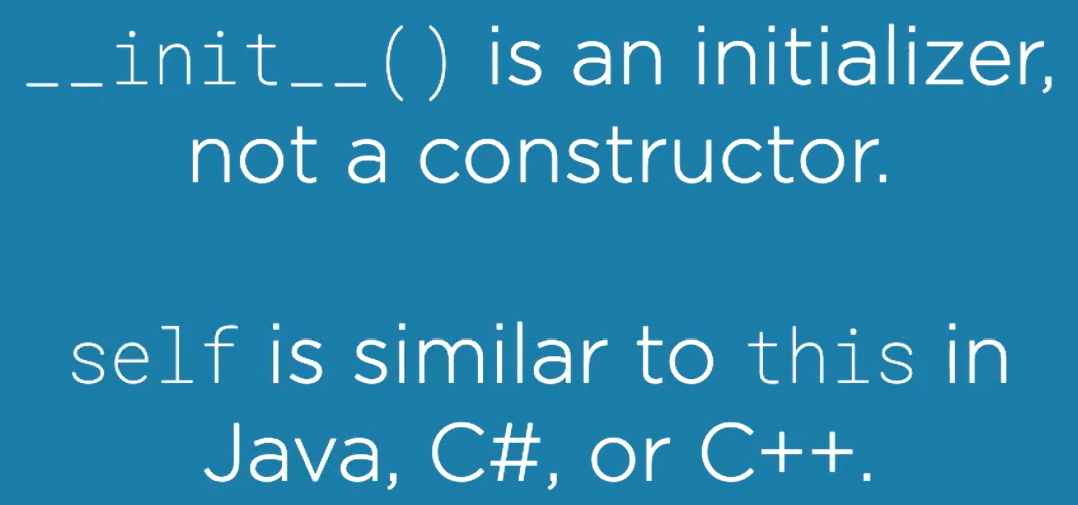 __init__() is an initializer,
not a constructor.
self is similar to this in
Java, C#, or C++.